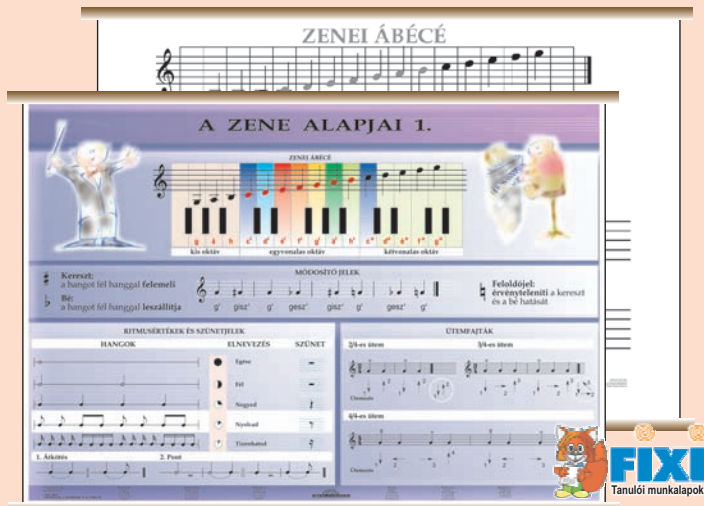 ZENEI ÁBÉCÉ
A ZENE ALAPJAI 1.
ZENEI ÁBÉCÉ
g á h c' d' e' f' g' á' h' c" d" e" f" g"
kis oktáv egyvonalas oktáv kétvonalas oktáv
MÓDOSÍTÓ JELEK
Kereszt:
a hangot fél hanggal felemeli
Bé:
a hangot fél hanggal leszállítja
g' gisz' g' gesz' gisz' g' gesz' g'
Feloldójel:
érvényteleníti a kereszt
és a bé hatását
RITMUSÉRTÉKEK ÉS SZÜNETJELEK
HANGOK ELNEVEZÉS SZÜNET
Egész
Fél
Negyed
Nyolcad
Tizenhatod
1. Átkötés 2. Pont
ÜTEMFAJTÁK
2/4-es ütem 3/4-es ütem
Ütemezés
4/4-es ütem
Ütemezés
FIXI
Tanulói munkalapok